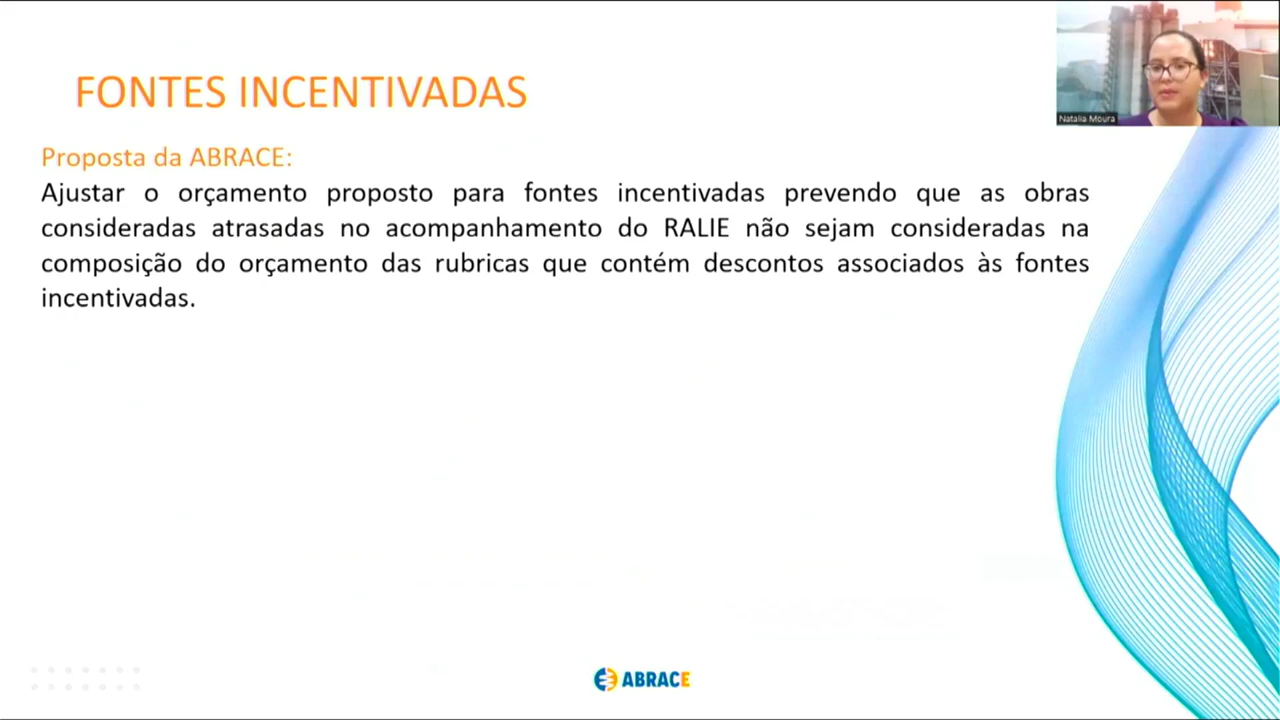 FONTES INCENTIVADAS
Natalia Moura
Proposta da ABRACE:
Ajustar o orçamento proposto para fontes incentivadas prevendo que as obras
consideradas atrasadas no acompanhamento do RALIE não sejam consideradas na
composição do orçamento das rubricas que contém descontos associados às fontes
incentivadas.
ABRACE